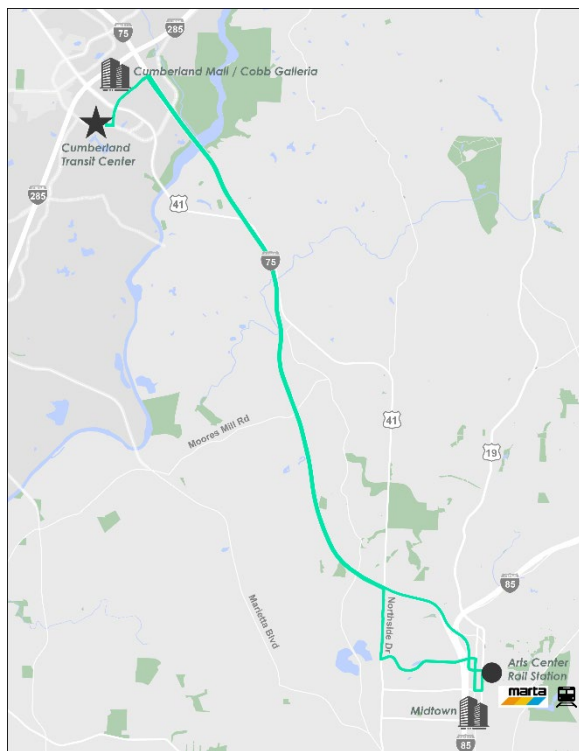 75
285
Cumberland Mall / Cobb Galleria
Cumberland
Transit Center
285
41
75
Moores Mill Rd
41
19
Marietta Blvd
85
Northside Dr
Arts Center
Rail Station
marta
Midtown
85